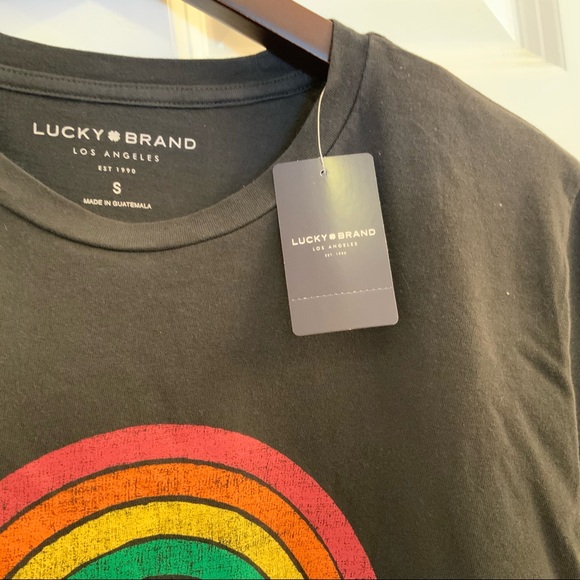 LUCKY BRAND
LOS ANGELES
EST 1990
S
MADE IN GUATEMALA
LUCKY BRAND
LOS ANGELES
EST. 1990